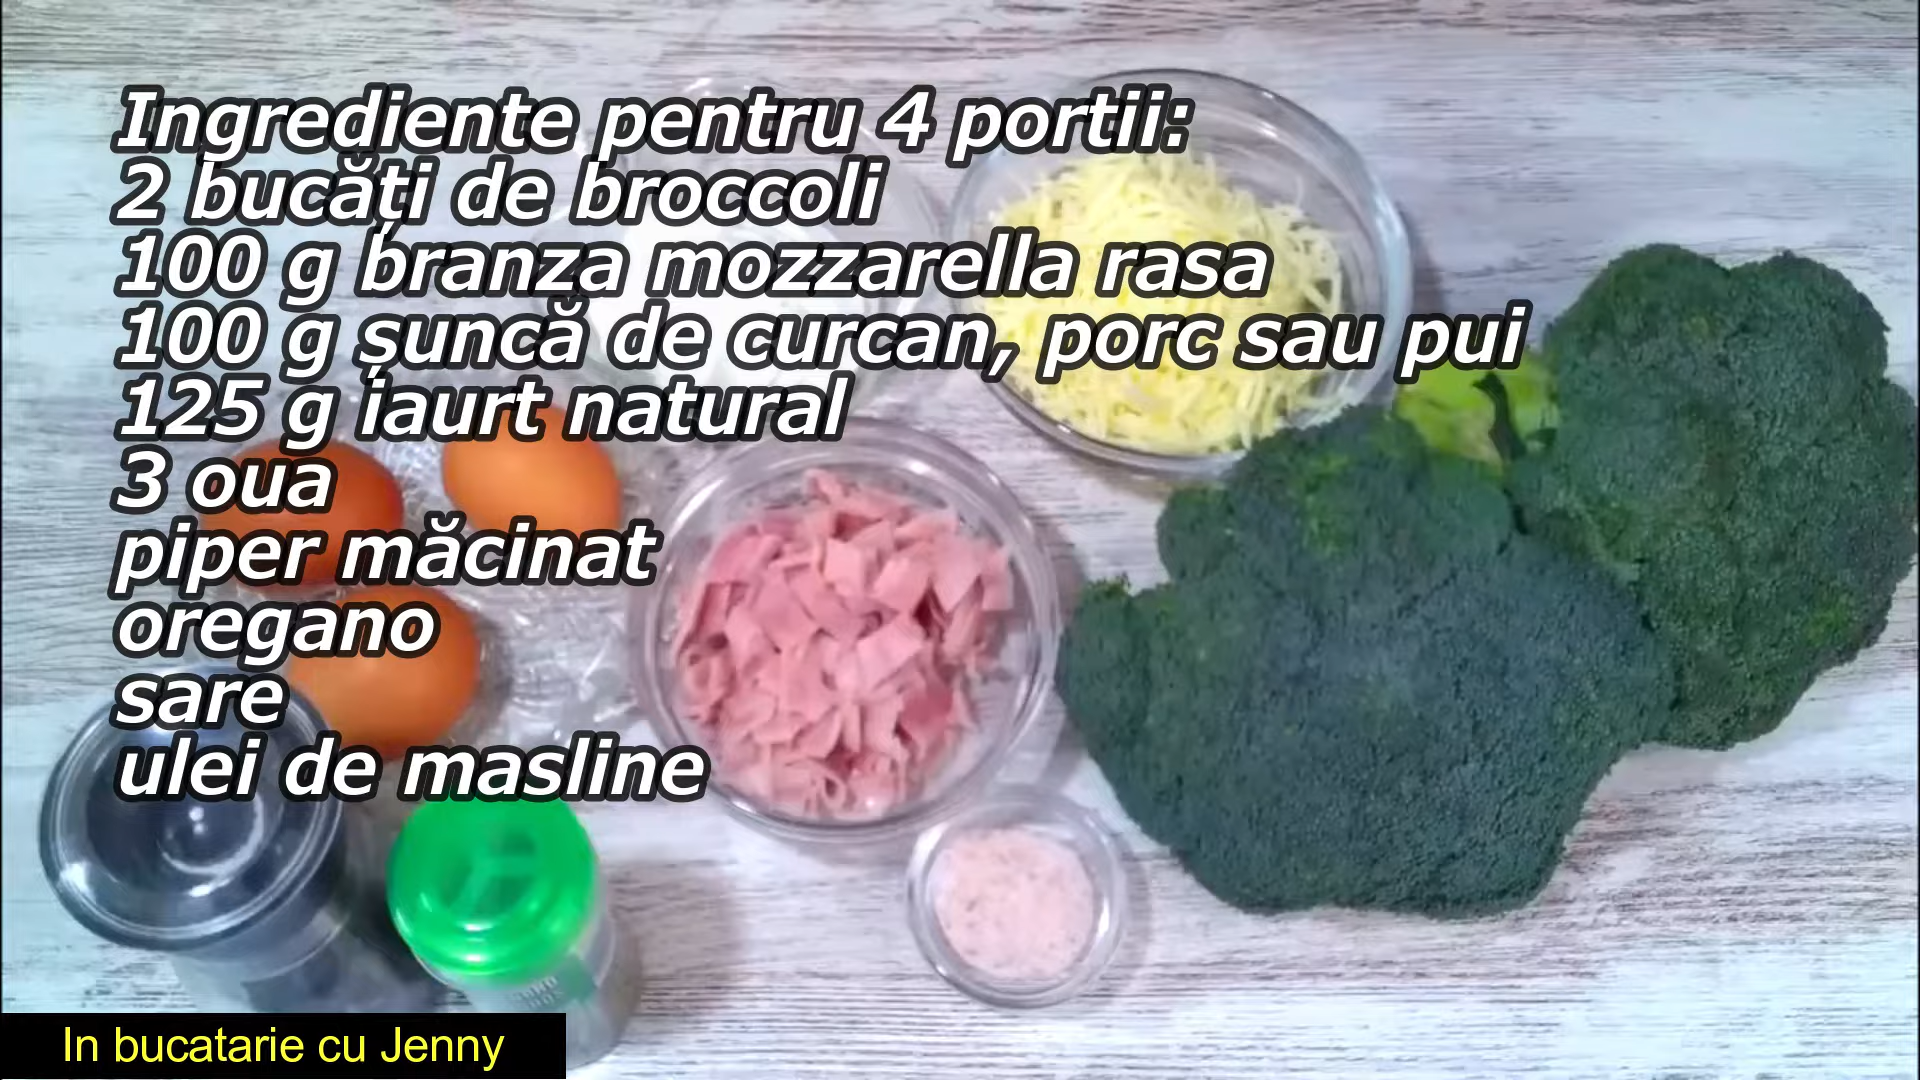 Ingrediente pentru 4 portii:
2 bucăți de broccoli
100 g branza mozzarella rasa
100 g șuncă de curcan, porc sau pui
125 g iaurt natural
3 oua
piper măcinat
oregano
sare
ulei de masline
In bucatarie cu Jenny